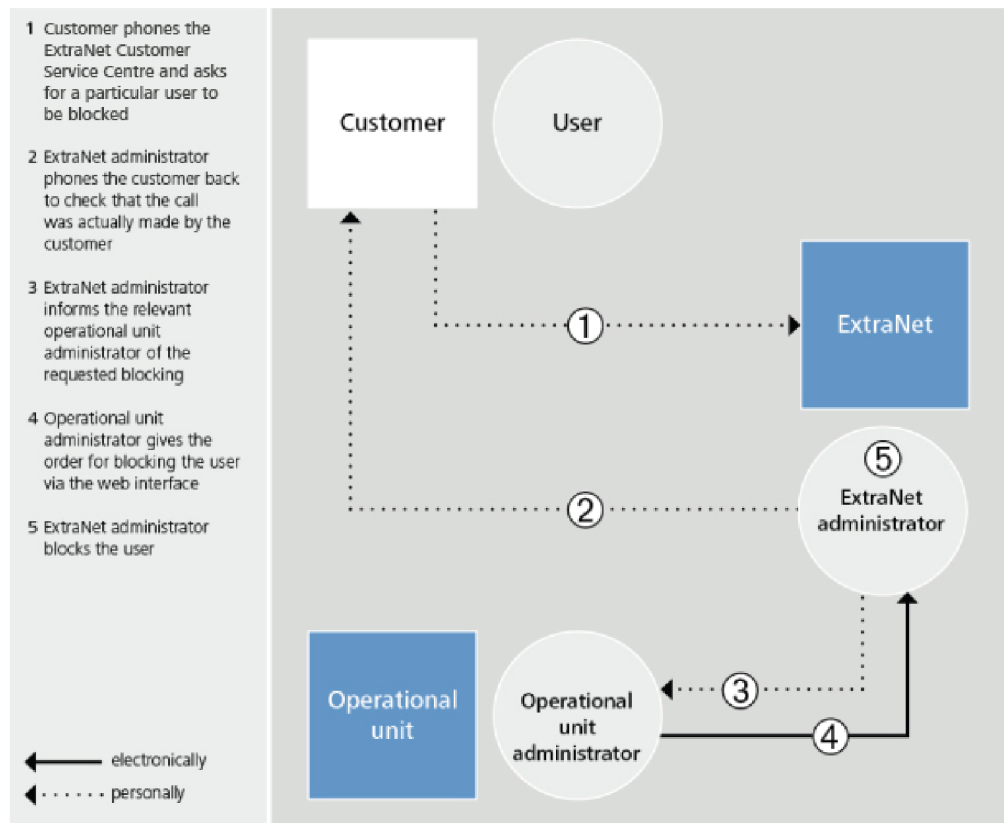 1 Customer phones the
ExtraNet Customer
Service Centre and asks
for a particular user to
be blocked
2 ExtraNet administrator
phones the customer back
to check that the call
was actually made by the
customer
3 ExtraNet administrator
informs the relevant
operational unit
administrator of the
requested blocking
4 Operational unit
administrator gives the
order for blocking the user
via the web interface
5 ExtraNet administrator
blocks the user
electronically
personally
Customer
User
1
ExtraNet
2
5
ExtraNet
administrator
3
4
Operational
unit
Operational
unit
administrator